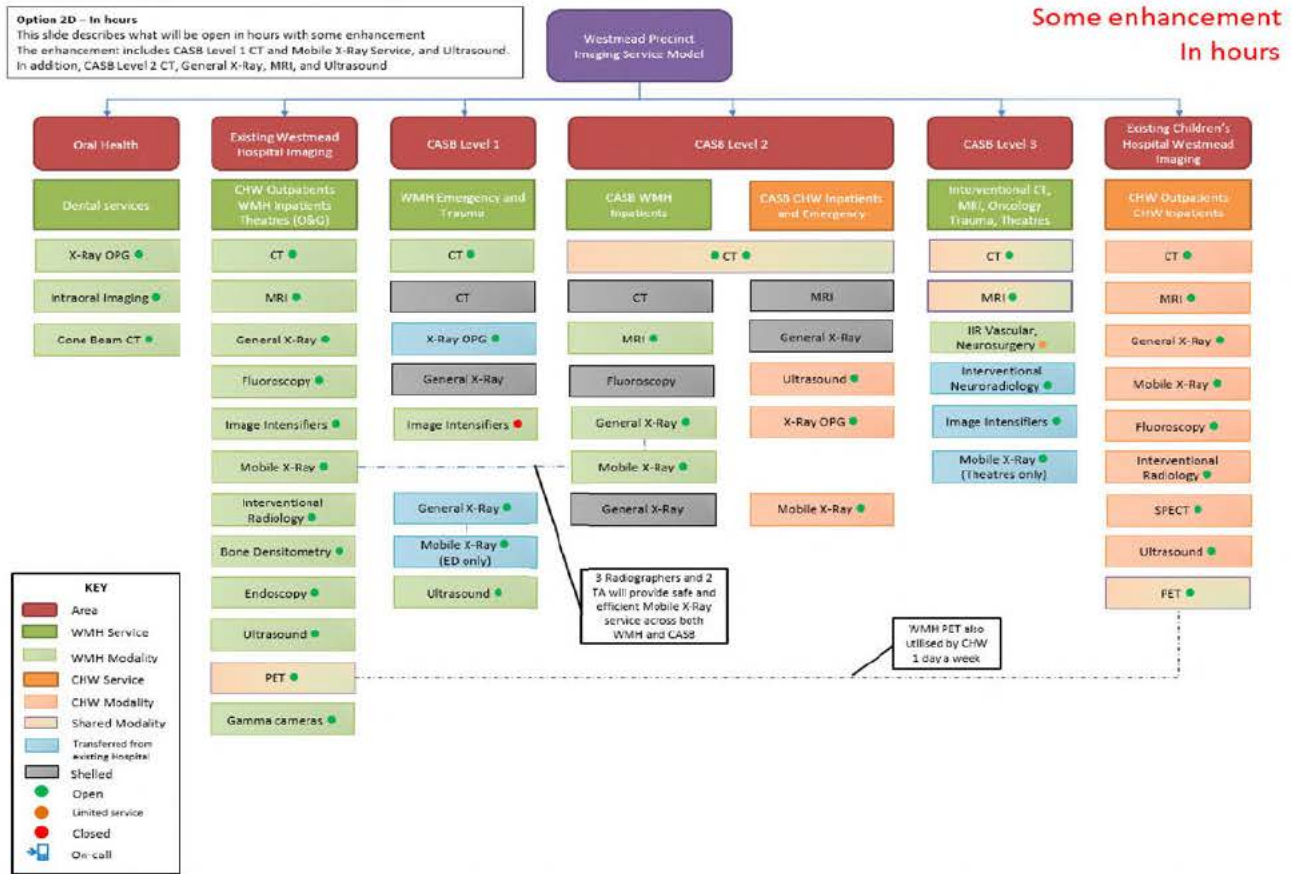 Option 2D – In hours
This slide describes what will be open in hours with some enhancement
The enhancement includes CASB Level 1 CT and Mobile X-Ray Service, and Ultrasound.
In addition, CASB Level 2 CT, General X-Ray, MRI, and Ultrasound
Westmead Precinct
Imaging Service Model
Some enhancement
In hours
Oral Health
Existing Westmead
Hospital Imaging
CASB Level 1
CASB Level 2
CASB Level 3
Existing Children's
Hospital Westmead
Imaging
Dental services
CHW Outpatients
WMH Inpatients
Theatres (O&G)
WMH Emergency and
Trauma
CASB WMH
Inpatients
CASB CHW Inpatients
and Emergency
Interventional CT,
MRI, Oncology
Trauma, Theatres
CHW Outpatients
CHW Inpatients
X-Ray OPG
Intraoral Imaging
Cone Beam CT
CT
MRI
General X-Ray
Fluoroscopy
Image Intensifiers
Mobile X-Ray
Interventional
Radiology
Bone Densitometry
Endoscopy
Ultrasound
PET
Gamma cameras
CT
CT
X-Ray OPG
General X-Ray
Image Intensifiers
General X-Ray
Mobile X-Ray
(ED only)
Ultrasound
CT
CT
MRI
Fluoroscopy
General X-Ray
Mobile X-Ray
General X-Ray
MRI
General X-Ray
Ultrasound
X-Ray OPG
Mobile X-Ray
CT
MRI
IIR Vascular,
Neurosurgery
Interventional
Neuroradiology
Image Intensifiers
Mobile X-Ray
(Theatres only)
CT
MRI
General X-Ray
Mobile X-Ray
Fluoroscopy
Interventional
Radiology
SPECT
Ultrasound
PET
3 Radiographers and 2
TA will provide safe and
efficient Mobile X-Ray
service across both
WMH and CASB
WMH PET also
utilised by CHW
1 day a week
KEY
Area
WMH Service
WMH Modality
CHW Service
CHW Modality
Shared Modality
Transferred from
existing Hospital
Shelled
Open
Limited service
Closed
On-call